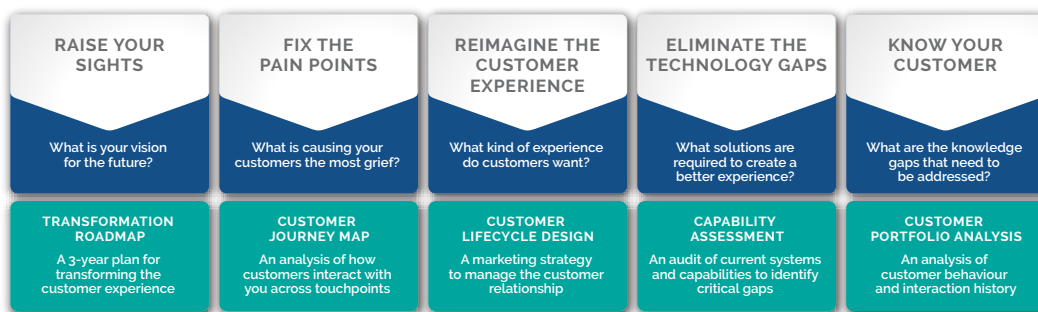 RAISE YOUR
SIGHTS
What is your vision
for the future?
TRANSFORMATION
ROADMAP
A 3-year plan for
transforming the
customer experience
FIX THE
PAIN POINTS
What is causing your
customers the most grief?
CUSTOMER
JOURNEY MAP
An analysis of how
customers interact with
you across touchpoints
REIMAGINE THE
CUSTOMER
EXPERIENCE
What kind of experience
do customers want?
CUSTOMER
LIFECYCLE DESIGN
A marketing strategy
to manage the customer
relationship
ELIMINATE THE
TECHNOLOGY GAPS
What solutions are
required to create a
better experience?
CAPABILITY
ASSESSMENT
An audit of current systems
and capabilities to identify
critical gaps
KNOW YOUR
CUSTOMER
What are the knowledge
gaps that need to
be addressed?
CUSTOMER
PORTFOLIO ANALYSIS
An analysis of
customer behaviour
and interaction history